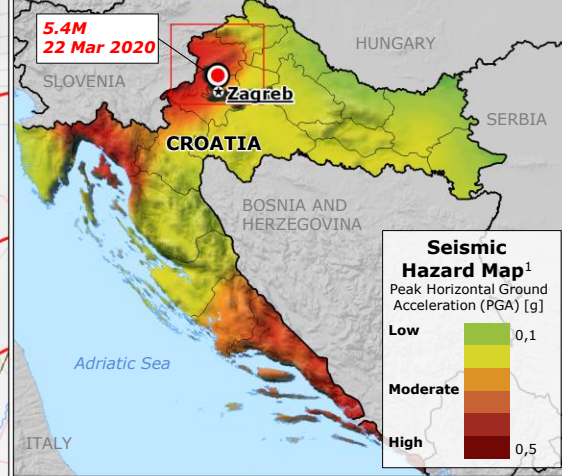 5.4M
22 Mar 2020
HUNGARY
SLOVENIA
Zagreb
SERBIA
CROATIA
BOSNIA AND
HERZEGOVINA
Seismic
Hazard Map¹
Peak Horizontal Ground
Acceleration (PGA) [g]
Low 0,1
Moderate
High 0,5
Adriatic Sea
ITALY